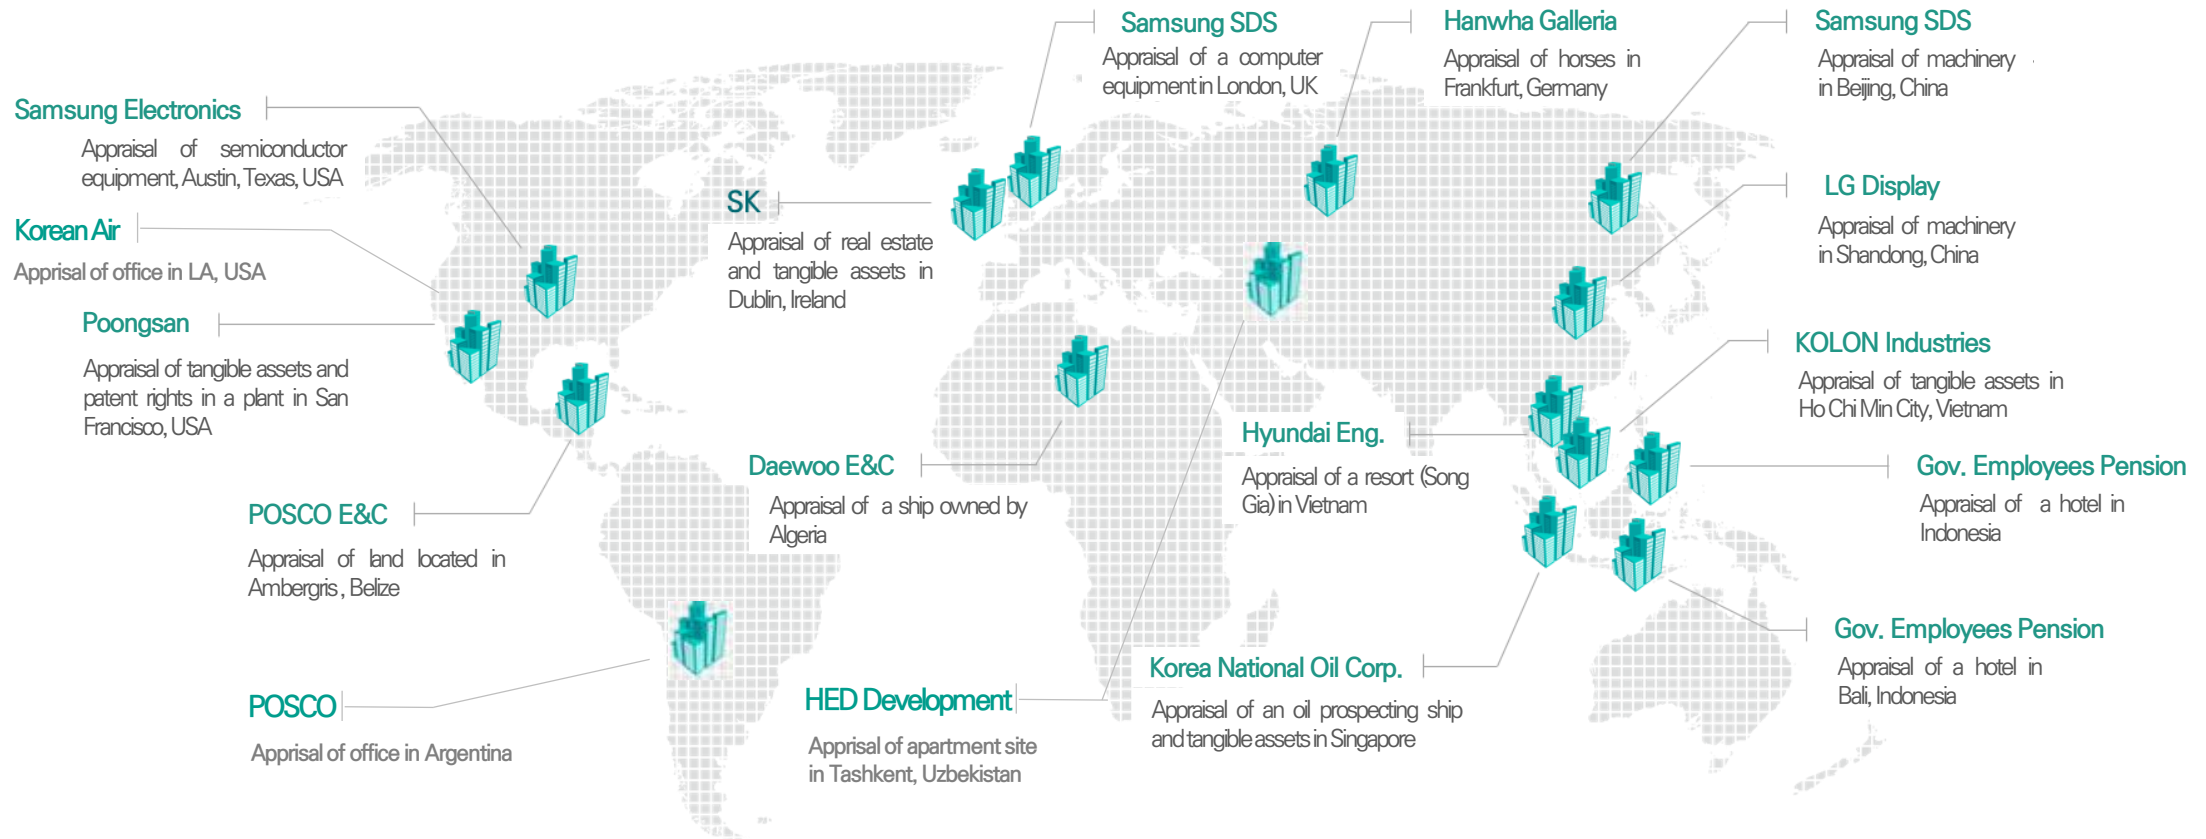 Samsung SDS
Appraisal of a computer
equipment in London, UK
Hanwha Galleria
Appraisal of horses in
Frankfurt, Germany
Samsung SDS
Appraisal of machinery
in Beijing, China
Samsung Electronics
Appraisal of semiconductor
equipment, Austin, Texas, USA
SK
Appraisal of real estate
and tangible assets in
Dublin, Ireland
LG Display
Appraisal of machinery
in Shandong, China
Korean Air
Apprisal of office in LA, USA
Poongsan
Appraisal of tangible assets and
patent rights in a plant in San
Francisco, USA
KOLON Industries
Appraisal of tangible assets in
Ho Chi Min City, Vietnam
Hyundai Eng.
Appraisal of a resort (Song
Gia) in Vietnam
Daewoo E&C
Appraisal of a ship owned by
Algeria
Gov. Employees Pension
Appraisal of a hotel in
Indonesia
POSCO E&C
Appraisal of land located in
Ambergris, Belize
Gov. Employees Pension
Appraisal of a hotel in
Bali, Indonesia
Korea National Oil Corp.
Appraisal of an oil prospecting ship
and tangible assets in Singapore
POSCO
Apprisal of office in Argentina
HED Development
Apprisal of apartment site
in Tashkent, Uzbekistan